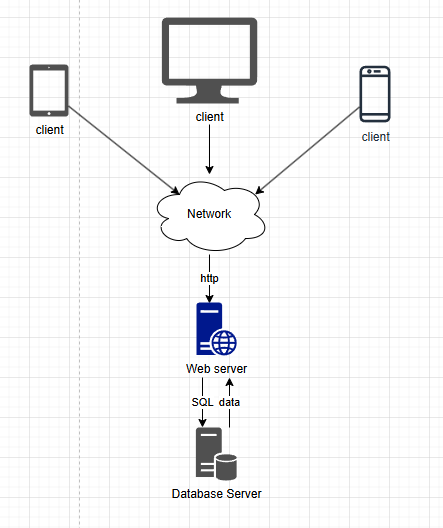 client
client
client
Network
http
Web server
SQL data
Database Server